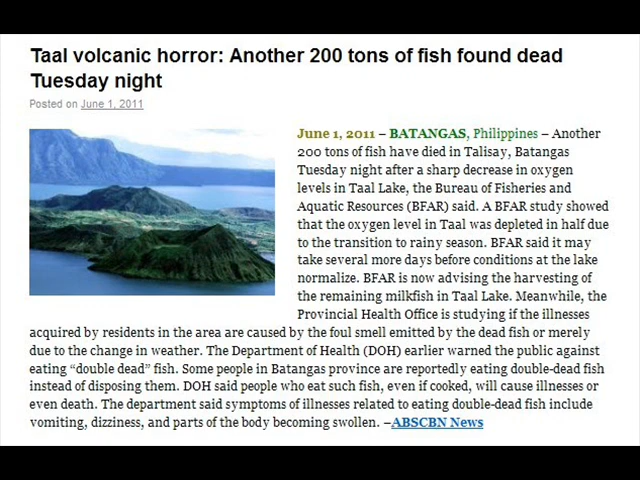 Taal volcanic horror: Another 200 tons of fish found dead
Tuesday night
Posted on June 1, 2011
June 1, 2011 – BATANGAS, Philippines – Another
200 tons of fish have died in Talisay, Batangas
Tuesday night after a sharp decrease in oxygen
levels in Taal Lake, the Bureau of Fisheries and
Aquatic Resources (BFAR) said. A BFAR study showed
that the oxygen level in Taal was depleted in half due
to the transition to rainy season. BFAR said it may
take several more days before conditions at the lake
normalize. BFAR is now advising the harvesting of
the remaining milkfish in Taal Lake. Meanwhile, the
Provincial Health Office is studying if the illnesses
acquired by residents in the area are caused by the foul smell emitted by the dead fish or merely
due to the change in weather. The Department of Health (DOH) earlier warned the public against
eating “double dead” fish. Some people in Batangas province are reportedly eating double-dead fish
instead of disposing them. DOH said people who eat such fish, even if cooked, will cause illnesses or
even death. The department said symptoms of illnesses related to eating double-dead fish include
vomiting, dizziness, and parts of the body becoming swollen. –ABSCBN News